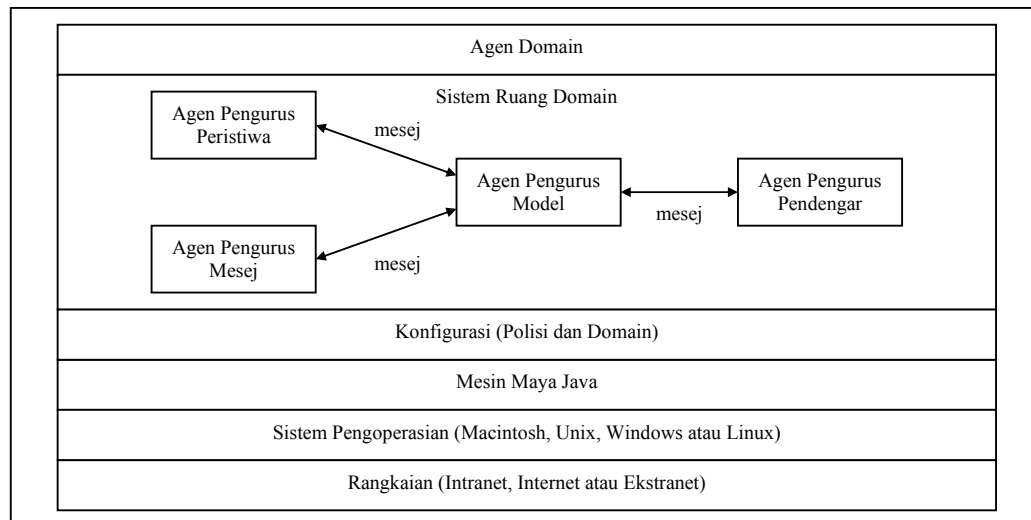 Agen Domain
Sistem Ruang Domain
Agen Pengurus
Peristiwa
mesej
Agen Pengurus
Model
mesej
Agen Pengurus
Pendengar
Agen Pengurus
Mesej
mesej
Konfigurasi (Polisi dan Domain)
Mesin Maya Java
Sistem Pengoperasian (Macintosh, Unix, Windows atau Linux)
Rangkaian (Intranet, Internet atau Ekstranet)